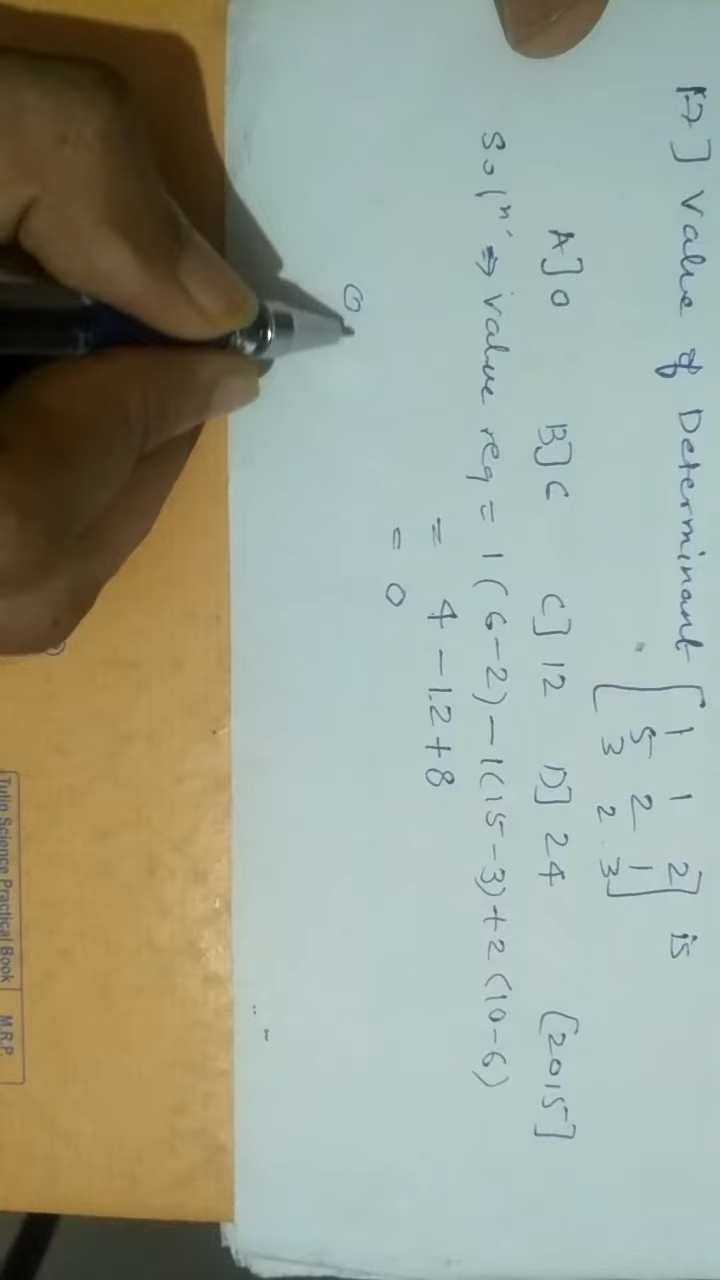 17] Value of Determinant [1 1 2] is
5 2 1
3 2 3
A] 0 B] 6 C] 12 D] 24 [2015]
Solⁿ. ⇒ value req = 1(6-2)-1(15-3)+2(10-6)
= 4 - 12 + 8
= 0
Tulip Science Practical Book M.R.P.